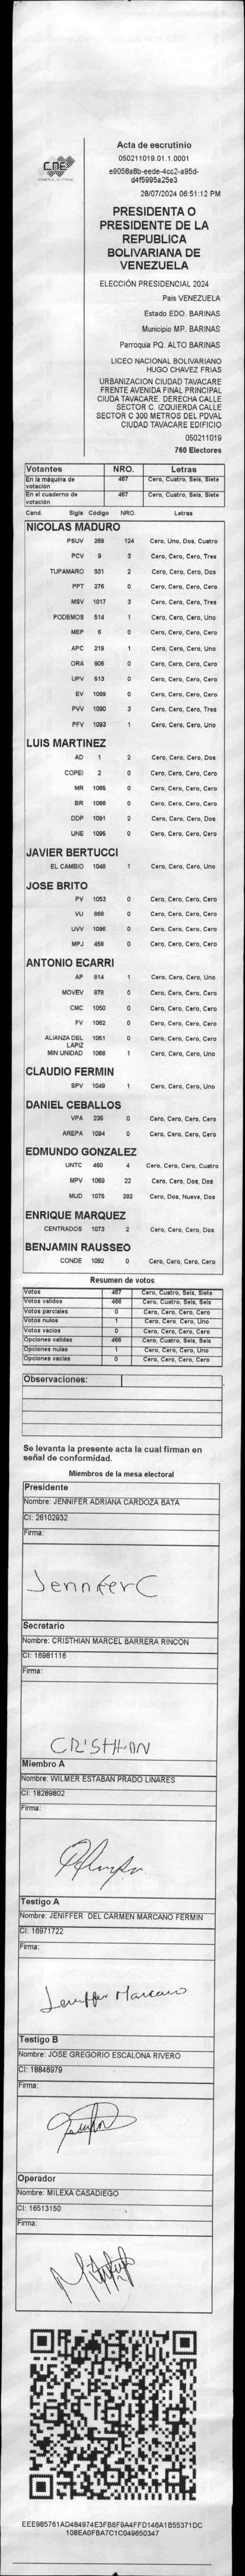 CNE
Acta de escrutinio
050211019.01.1.0001
e9058a8b-eede-4cc2-a95d-
d4f5995a25e3
28/07/2024 06:51:12 PM
PRESIDENTA O
PRESIDENTE DE LA
REPUBLICA
BOLIVARIANA DE
VENEZUELA
ELECCIÓN PRESIDENCIAL 2024
Pais VENEZUELA
Estado EDO. BARINAS
Municipio MP. BARINAS
Parroquia PQ. ALTO BARINAS
LICEO NACIONAL BOLIVARIANO
HUGO CHAVEZ FRIAS
URBANIZACION CIUDAD TAVACARE
FRENTE AVENIDA FINAL PRINCIPAL
CIUDA TAVACARE. DERECHA CALLE
SECTOR C. IZQUIERDA CALLE
SECTOR C 300 METROS DEL PDVAL
CIUDAD TAVACARE EDIFICIO
050211019
760 Electores
Votantes NRO. Letras
En la máquina de votación 467 Cero, Cuatro, Seis, Siete
En el cuaderno de votación 467 Cero, Cuatro, Seis, Siete
Cand. Sigla Código NRO. Letras
NICOLAS MADURO
PSUV 269 124 Cero, Uno, Dos, Cuatro
PCV 9 3 Cero, Cero, Cero, Tres
TUPAMARO 931 2 Cero, Cero, Cero, Dos
PPT 276 0 Cero, Cero, Cero, Cero
MSV 1017 3 Cero, Cero, Cero, Tres
PODEMOS 514 1 Cero, Cero, Cero, Uno
MEP 6 0 Cero, Cero, Cero, Cero
APC 219 1 Cero, Cero, Cero, Uno
ORA 906 0 Cero, Cero, Cero, Cero
UPV 513 0 Cero, Cero, Cero, Cero
EV 1089 0 Cero, Cero, Cero, Cero
PVV 1090 3 Cero, Cero, Cero, Tres
PFV 1093 1 Cero, Cero, Cero, Uno
LUIS MARTINEZ
AD 1 2 Cero, Cero, Cero, Dos
COPEI 2 0 Cero, Cero, Cero, Cero
MR 1065 0 Cero, Cero, Cero, Cero
BR 1066 0 Cero, Cero, Cero, Cero
DDP 1091 2 Cero, Cero, Cero, Dos
UNE 1095 0 Cero, Cero, Cero, Cero
JAVIER BERTUCCI
EL CAMBIO 1048 1 Cero, Cero, Cero, Uno
JOSE BRITO
PV 1053 0 Cero, Cero, Cero, Cero
VU 868 0 Cero, Cero, Cero, Cero
UVV 1096 0 Cero, Cero, Cero, Cero
MPJ 458 0 Cero, Cero, Cero, Cero
ANTONIO ECARRI
AP 814 1 Cero, Cero, Cero, Uno
MOVEV 878 0 Cero, Cero, Cero, Cero
CMC 1050 0 Cero, Cero, Cero, Cero
FV 1062 0 Cero, Cero, Cero, Cero
ALIANZA DEL LAPIZ 1051 0 Cero, Cero, Cero, Cero
MIN UNIDAD 1068 1 Cero, Cero, Cero, Uno
CLAUDIO FERMIN
SPV 1049 1 Cero, Cero, Cero, Uno
DANIEL CEBALLOS
VPA 236 0 Cero, Cero, Cero, Cero
AREPA 1094 0 Cero, Cero, Cero, Cero
EDMUNDO GONZALEZ
UNTC 460 4 Cero, Cero, Cero, Cuatro
MPV 1069 22 Cero, Cero, Dos, Dos
MUD 1075 292 Cero, Dos, Nueve, Dos
ENRIQUE MARQUEZ
CENTRADOS 1073 2 Cero, Cero, Cero, Dos
BENJAMIN RAUSSEO
CONDE 1092 0 Cero, Cero, Cero, Cero
Resumen de votos
Votos 467 Cero, Cuatro, Seis, Siete
Votos validos 466 Cero, Cuatro, Seis, Seis
Votos parciales 0 Cero, Cero, Cero, Cero
Votos nulos 1 Cero, Cero, Cero, Uno
Votos vacios 0 Cero, Cero, Cero, Cero
Opciones validas 466 Cero, Cuatro, Seis, Seis
Opciones nulas 1 Cero, Cero, Cero, Uno
Opciones vacias 0 Cero, Cero, Cero, Cero
Observaciones:
Se levanta la presente acta la cual firman en
señal de conformidad.
Miembros de la mesa electoral
Presidente
Nombre: JENNIFER ADRIANA CARDOZA BATA
CI: 26102932
Firma:
Jennifer C
Secretario
Nombre: CRISTHIAN MARCEL BARRERA RINCON
CI: 16981116
Firma:
CRISTHIAN
Miembro A
Nombre: WILMER ESTABAN PRADO LINARES
CI: 18289802
Firma:
Testigo A
Nombre: JENIFFER DEL CARMEN MARCANO FERMIN
CI: 16971722
Firma:
Jeniffer Marcano
Testigo B
Nombre: JOSE GREGORIO ESCALONA RIVERO
CI: 18846979
Firma:
Operador
Nombre: MILEXA CASADIEGO
CI: 16513150
Firma:
EEE985761AD484974E3FB6F9A4FFD146A1B55371DC
108EA0FBA7C1C049650347